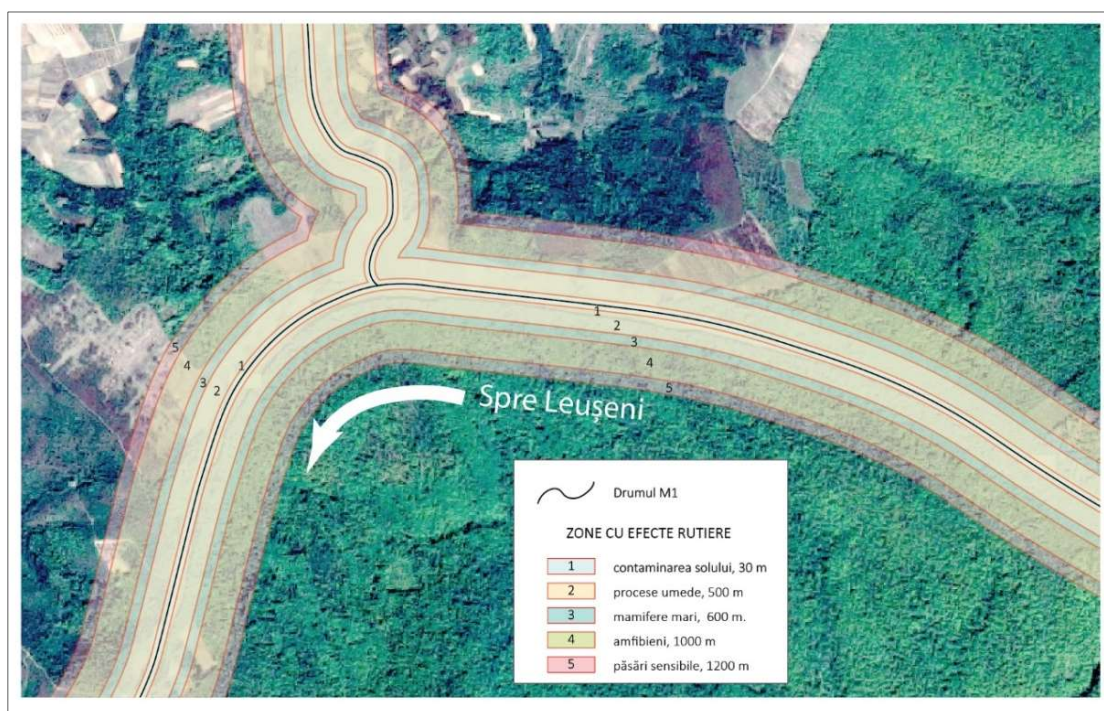 1
2
3
4
5
5
4
3
2
1
Spre Leușeni
Drumul M1
ZONE CU EFECTE RUTIERE
1 contaminarea solului, 30 m
2 procese umede, 500 m
3 mamifere mari, 600 m.
4 amfibieni, 1000 m
5 păsări sensibile, 1200 m